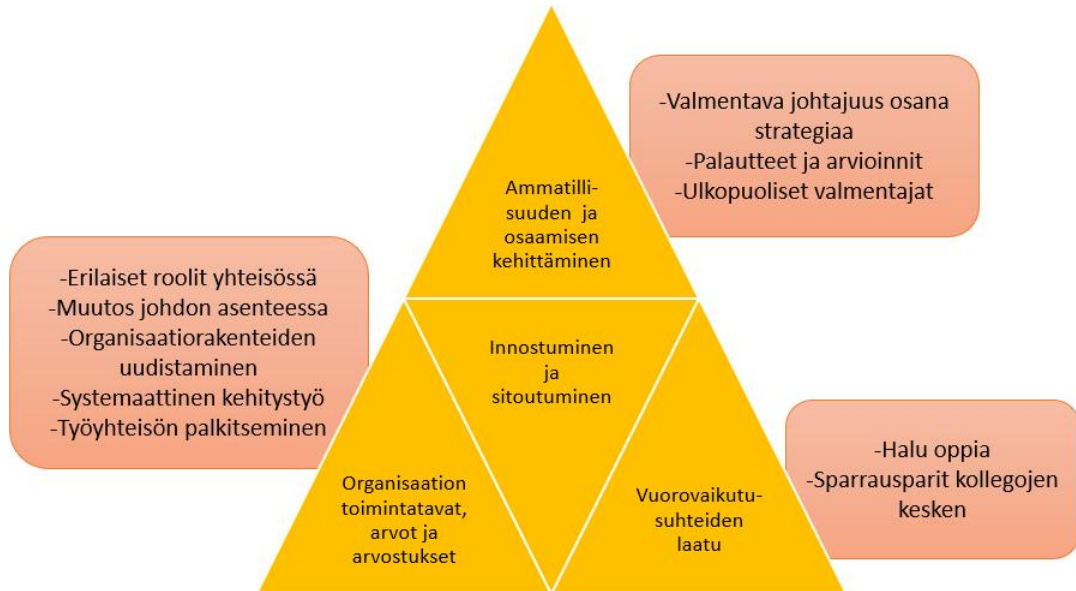 -Valmentava johtajuus osana
strategiaa
-Palautteet ja arvioinnit
-Ulkopuoliset valmentajat
Ammatilli-
suuden ja
osaamisen
kehittäminen
-Erilaiset roolit yhteisössä
-Muutos johdon asenteessa
-Organisaatiorakenteiden
uudistaminen
-Systemaattinen kehitystyö
-Työyhteisön palkitseminen
Innostuminen
ja
sitoutuminen
-Halu oppia
-Sparrausparit kollegojen
kesken
Organisaation
toimintatavat,
arvot ja
arvostukset
Vuorovaikutu-
suhteiden
laatu